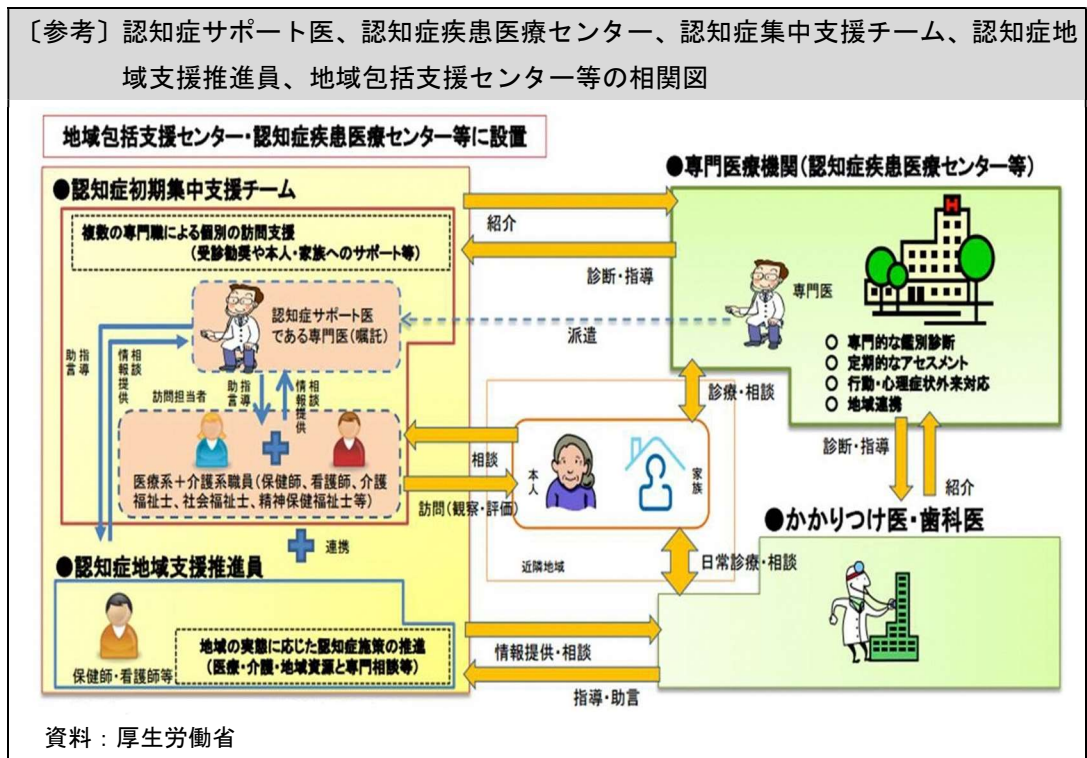 〔参考〕認知症サポート医、認知症疾患医療センター、認知症集中支援チーム、認知症地
域支援推進員、地域包括支援センター等の相関図
地域包括支援センター・認知症疾患医療センター等に設置
●認知症初期集中支援チーム
複数の専門職による個別の訪問支援
(受診勧奨や本人・家族へのサポート等)
認知症サポート医
である専門医(嘱託)
指導
助言
相談
情報提供
訪問担当者
指導
助言
相談
情報提供
医療系+介護系職員(保健師、看護師、介護
福祉士、社会福祉士、精神保健福祉士等)
連携
●認知症地域支援推進員
地域の実態に応じた認知症施策の推進
(医療・介護・地域資源と専門相談等)
保健師・看護師等
紹介
診断・指導
派遣
相談
訪問(観察・評価)
本人
家族
近隣地域
診療・相談
日常診療・相談
情報提供・相談
指導・助言
●専門医療機関(認知症疾患医療センター等)
H
専門医
○ 専門的な鑑別診断
○ 定期的なアセスメント
○ 行動・心理症状外来対応
○ 地域連携
診断・指導
紹介
●かかりつけ医・歯科医
資料:厚生労働省